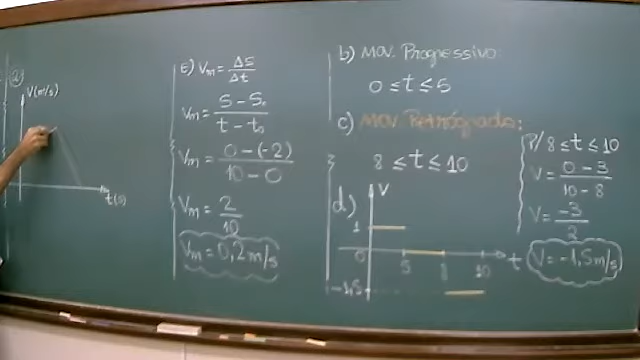 a)
V(m/s)
t(s)
E) Vm = ΔS/Δt
Vm = S - S₀/t - t₀
Vm = 0 - (-2)/10 - 0
Vm = 2/10
Vm = 0,2 m/s
b) MOV. Progressivo:
0 ≤ t ≤ 5
c) MOV. Retrógrado:
8 ≤ t ≤ 10
d)
V
1
0
5
8
10
t
-1,5
P/ 8 ≤ t ≤ 10
V = 0 - 3/10 - 8
V = -3/2
V = -1,5 m/s